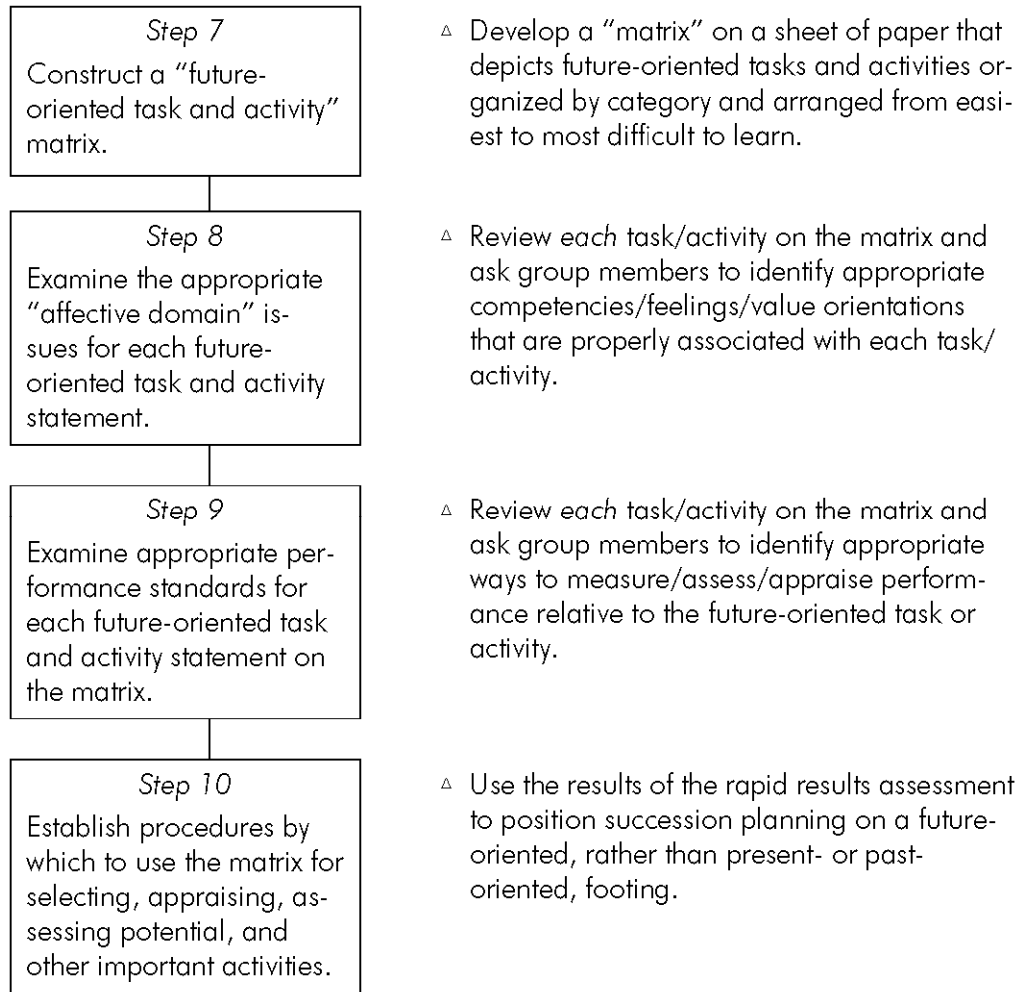 Step 7
Construct a “future-
oriented task and activity”
matrix.
△ Develop a “matrix” on a sheet of paper that
depicts future-oriented tasks and activities or-
ganized by category and arranged from easi-
est to most difficult to learn.
Step 8
Examine the appropriate
“affective domain” is-
sues for each future-
oriented task and activity
statement.
△ Review each task/activity on the matrix and
ask group members to identify appropriate
competencies/feelings/value orientations
that are properly associated with each task/
activity.
Step 9
Examine appropriate per-
formance standards for
each future-oriented task
and activity statement on
the matrix.
△ Review each task/activity on the matrix and
ask group members to identify appropriate
ways to measure/assess/appraise perform-
ance relative to the future-oriented task or
activity.
Step 10
Establish procedures by
which to use the matrix for
selecting, appraising, as-
sessing potential, and
other important activities.
△ Use the results of the rapid results assessment
to position succession planning on a future-
oriented, rather than present- or past-
oriented, footing.